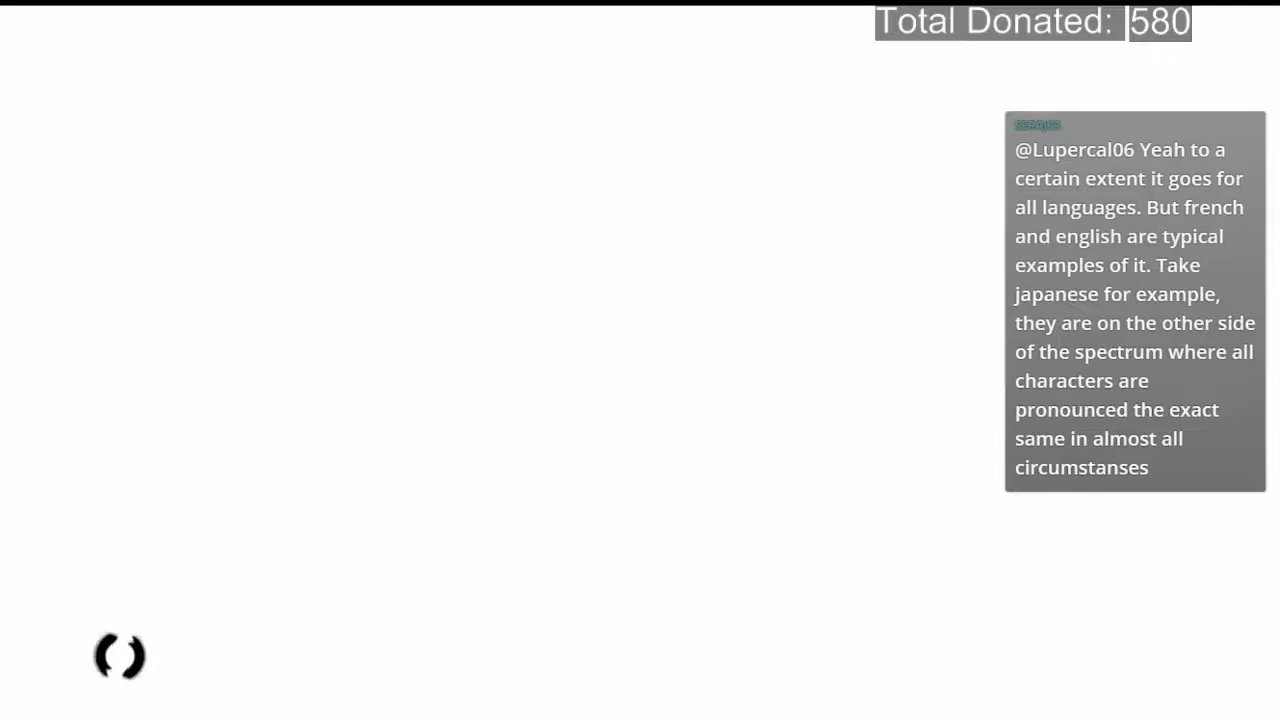 Total Donated: 580
@Lupercal06 Yeah to a
certain extent it goes for
all languages. But french
and english are typical
examples of it. Take
japanese for example,
they are on the other side
of the spectrum where all
characters are
pronounced the exact
same in almost all
circumstanses